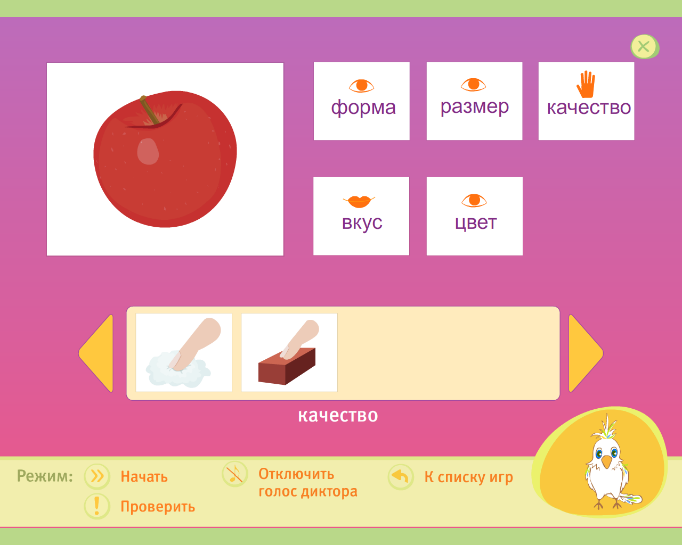 форма
размер
качество
вкус
цвет
качество
Режим:
Начать
Проверить
Отключить
голос диктора
К списку игр